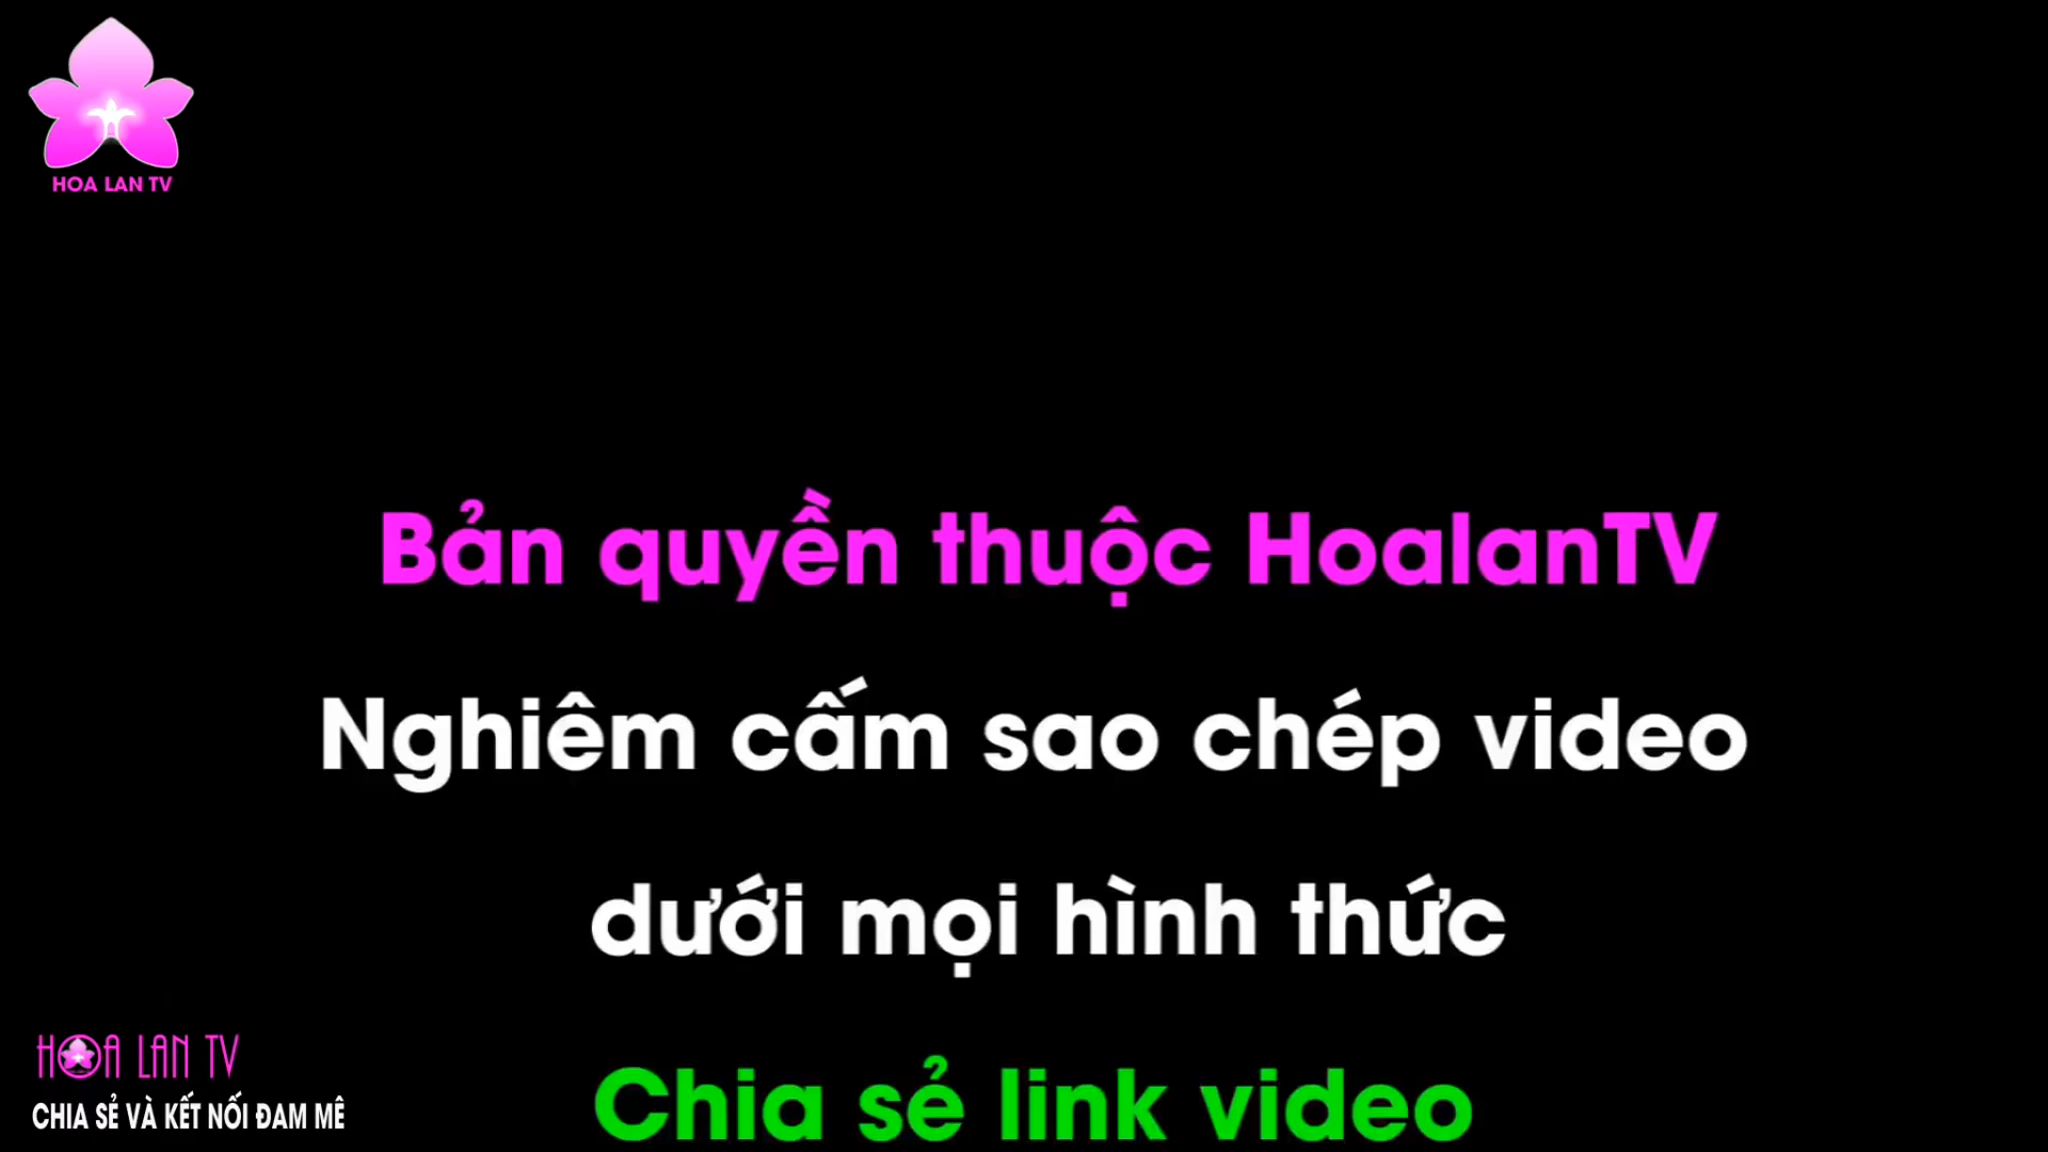 HOA LAN TV
Bản quyền thuộc HoalanTV
Nghiêm cấm sao chép video
dưới mọi hình thức
Chia sẻ link video
HOA LAN TV
CHIA SẺ VÀ KẾT NỐI ĐAM MÊ